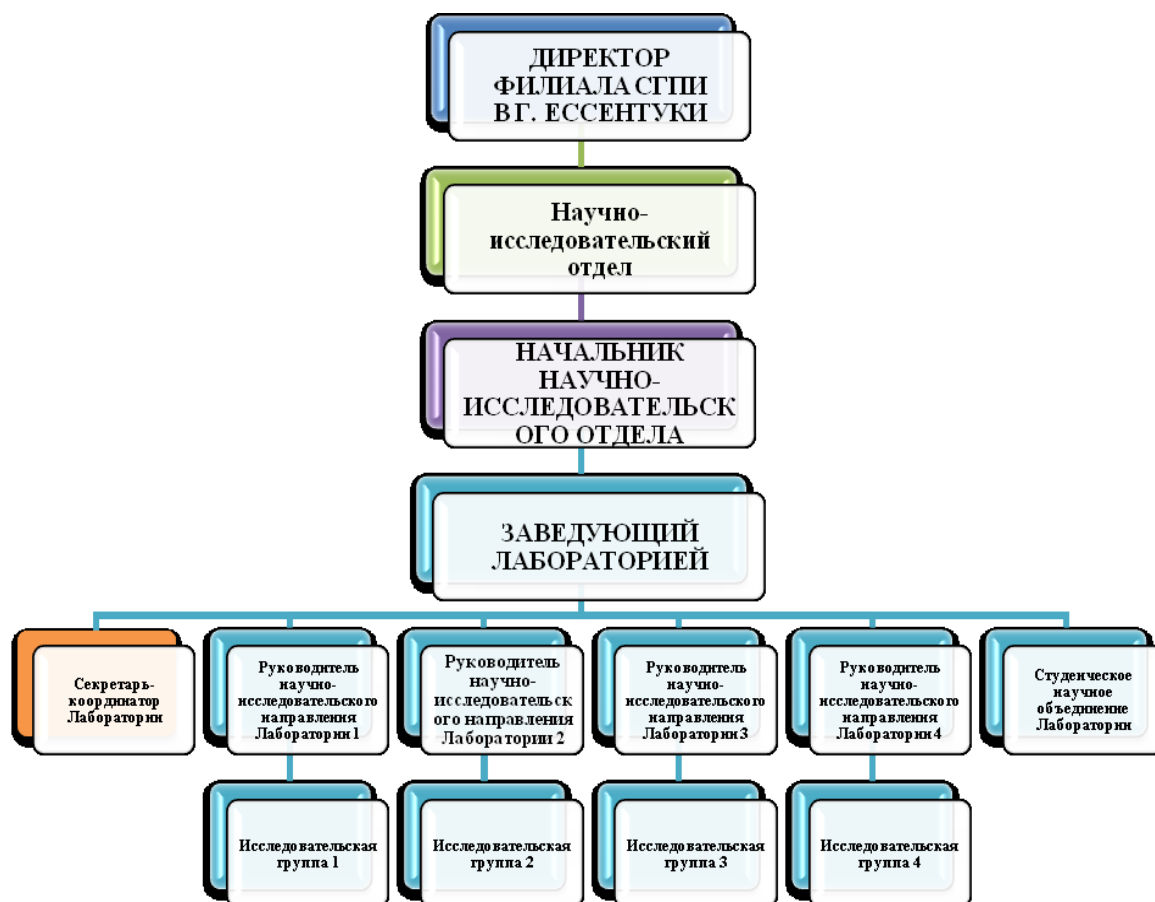 ДИРЕКТОР
ФИЛИАЛА СГПИ
В Г. ЕССЕНТУКИ
Научно-
исследовательский
отдел
НАЧАЛЬНИК
НАУЧНО-
ИССЛЕДОВАТЕЛЬСК
ОГО ОТДЕЛА
ЗАВЕДУЮЩИЙ
ЛАБОРАТОРИЕЙ
Секретарь-
координатор
Лаборатории
Руководитель
научно-
исследовательского
направления
Лаборатории 1
Руководитель
научно-
исследовательск
ого направления
Лаборатории 2
Руководитель
научно-
исследовательского
направления
Лаборатории 3
Руководитель
научно-
исследовательского
направления
Лаборатории 4
Студенческое
научное
объединение
Лаборатории
Исследовательская
группа 1
Исследовательская
группа 2
Исследовательская
группа 3
Исследовательская
группа 4